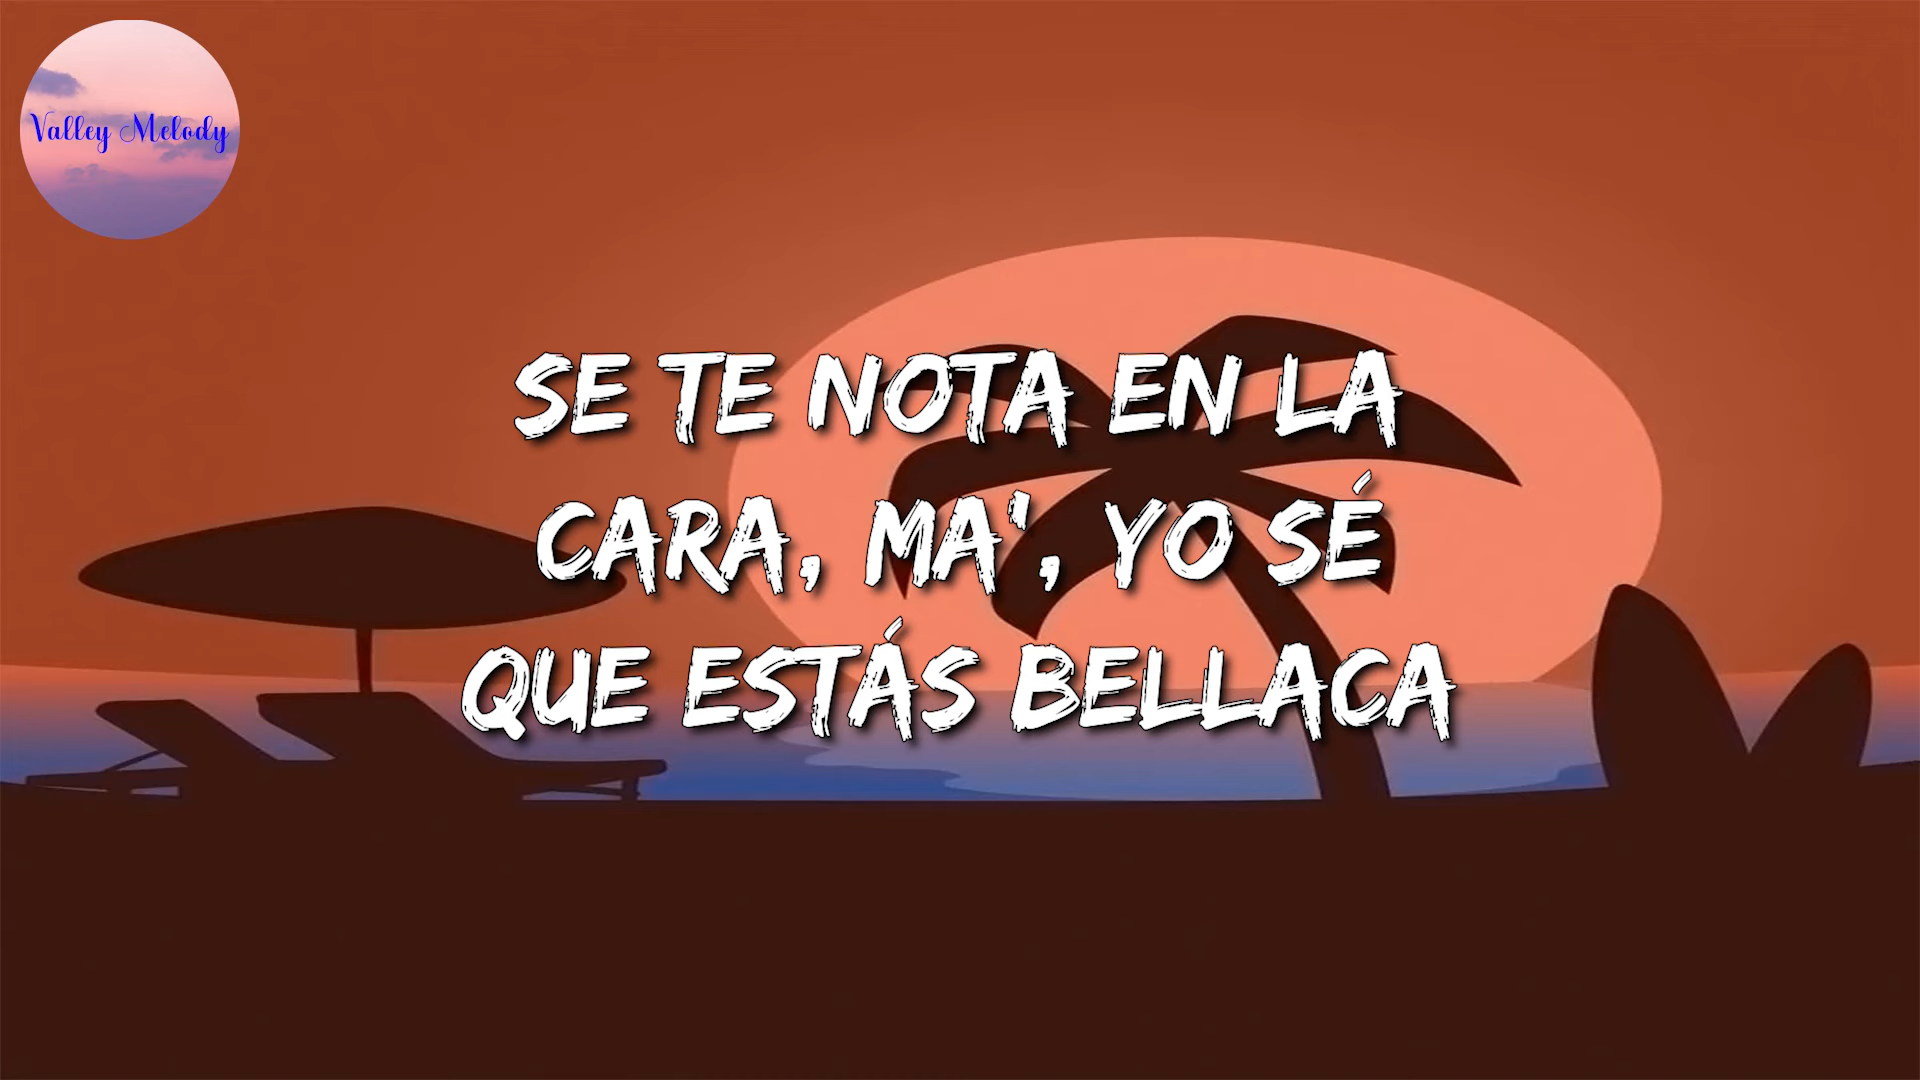 Valley Melody
SE TE NOTA EN LA
CARA, MA', YO SÉ
QUE ESTÁS BELLACA